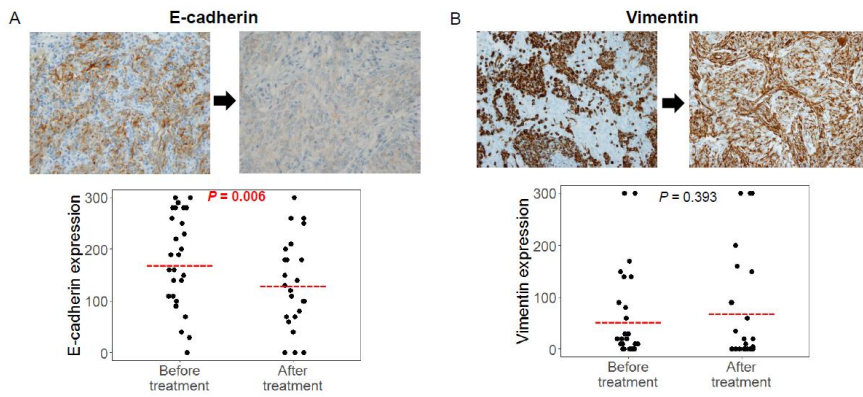 A
E-cadherin
B
Vimentin
E-cadherin expression
300
200
100
0
P = 0.006
Before
treatment
After
treatment
Vimentin expression
300
200
100
0
P = 0.393
Before
treatment
After
treatment